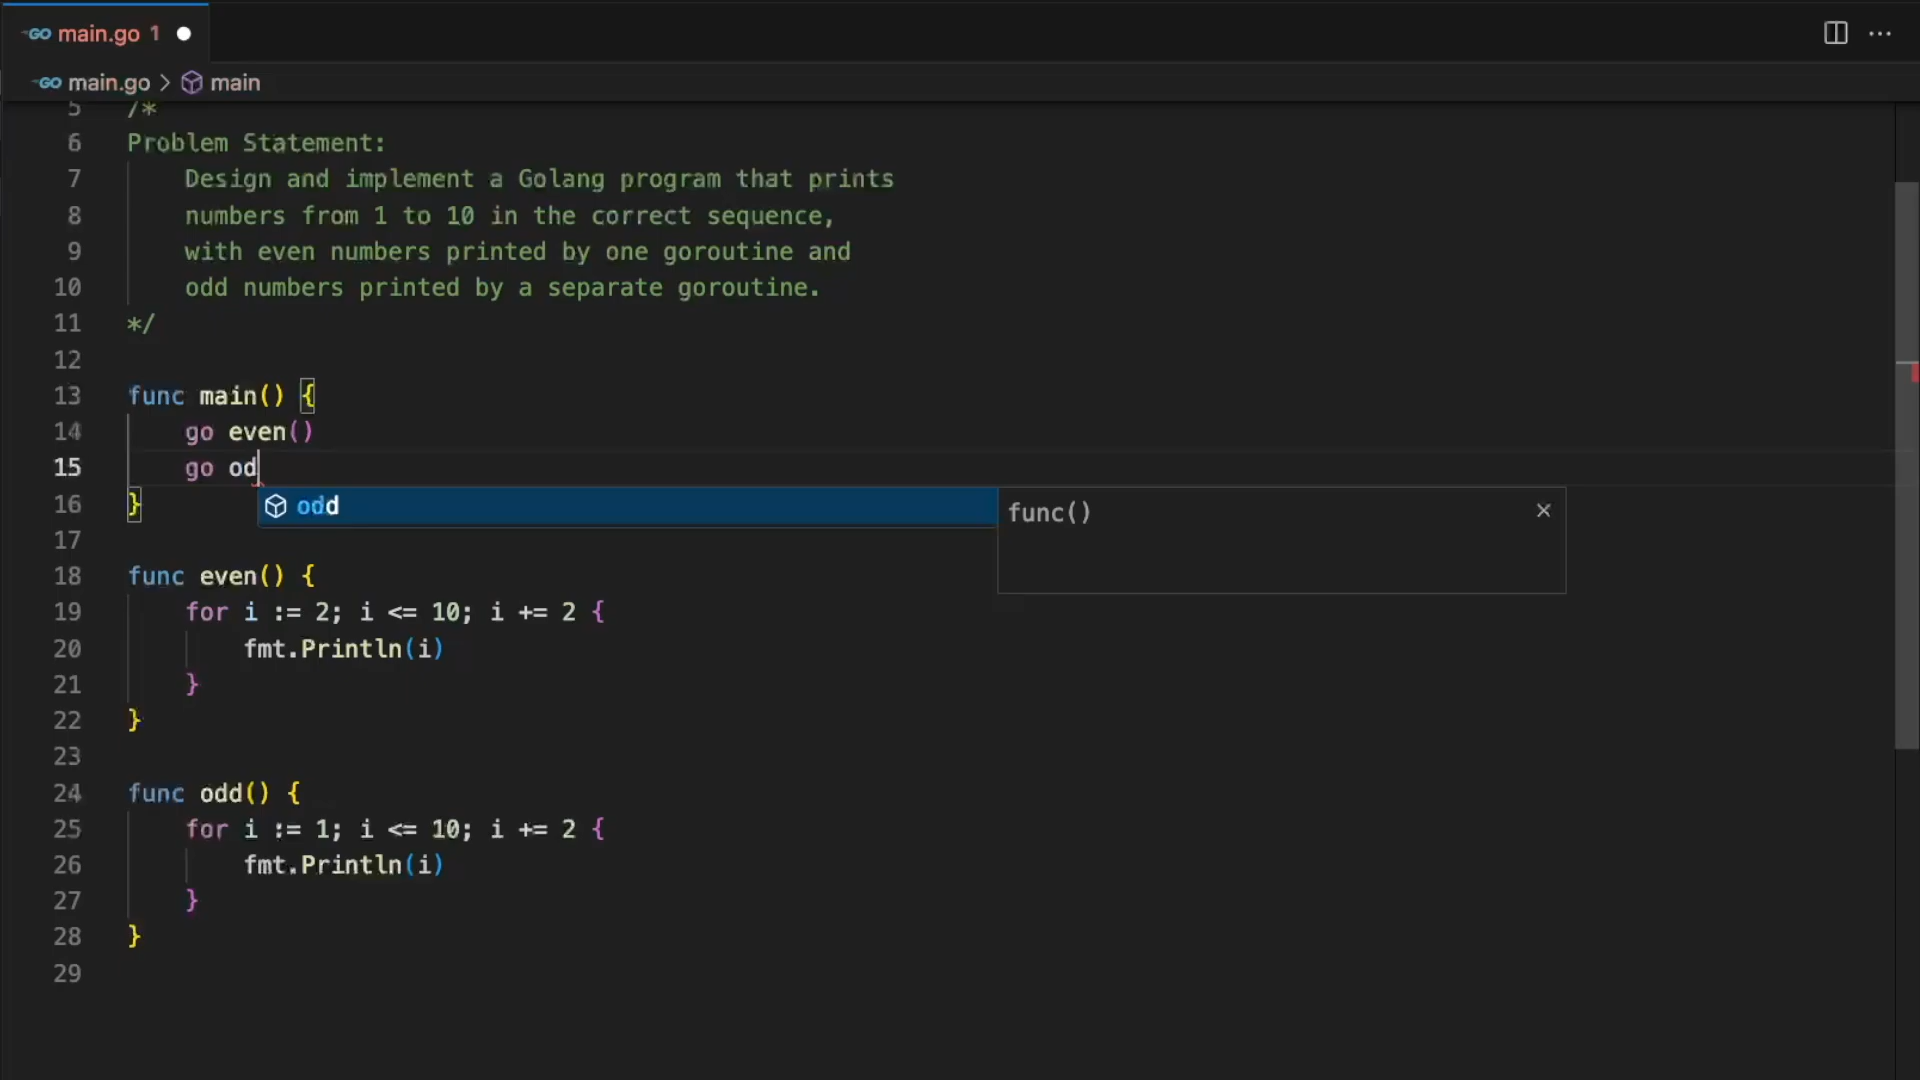 GO main.go 1
GO main.go > main
5 /*
6 Problem Statement:
7 Design and implement a Golang program that prints
8 numbers from 1 to 10 in the correct sequence,
9 with even numbers printed by one goroutine and
10 odd numbers printed by a separate goroutine.
11 */
12
13 func main() {
14 go even()
15 go od
odd
func()
16 }
17
18 func even() {
19 for i := 2; i <= 10; i += 2 {
20 fmt.Println(i)
21 }
22 }
23
24 func odd() {
25 for i := 1; i <= 10; i += 2 {
26 fmt.Println(i)
27 }
28 }
29